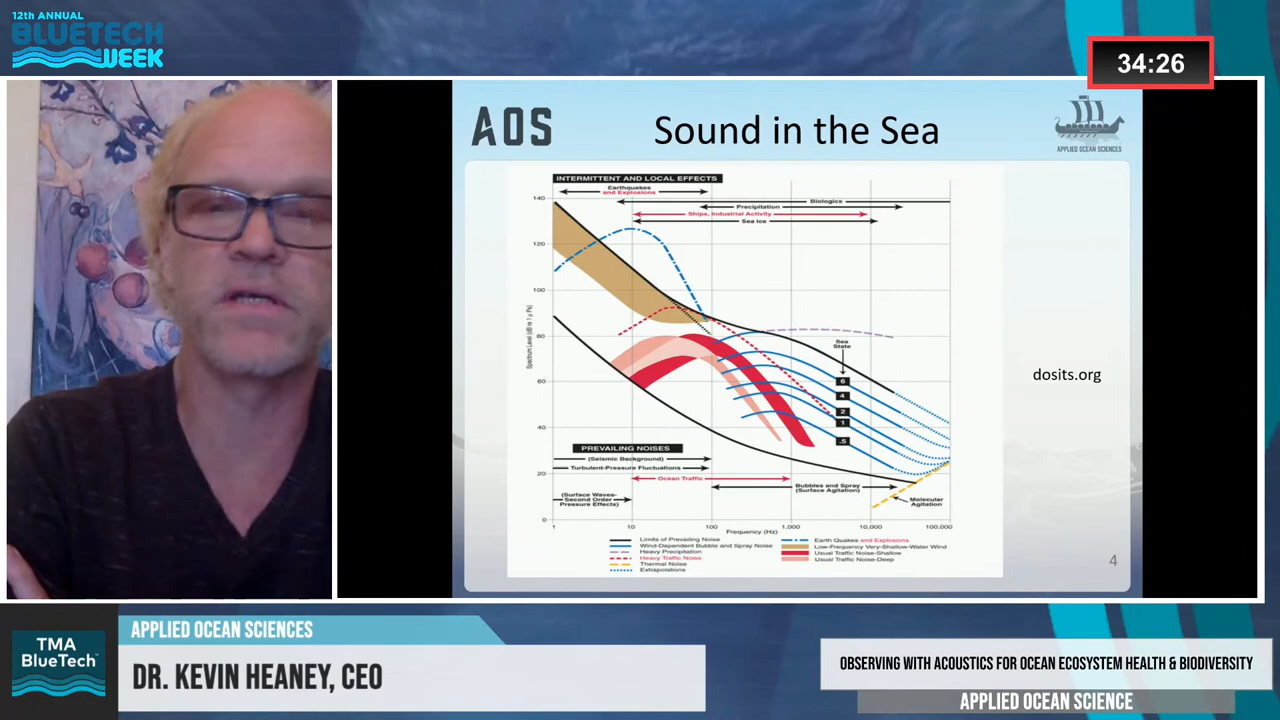 12th ANNUAL
BLUETECH
WEEK
34:26
AOS
Sound in the Sea
APPLIED OCEAN SCIENCES
INTERMITTENT AND LOCAL EFFECTS
Earthquakes
and Explosions
Biologics
Precipitation
Ships, Industrial Activity
Sea Ice
140
120
100
80
60
40
20
0
Spectrum Level (dB re 1 µ Pa)
Sea
State
6
4
2
1
.5
dosits.org
PREVAILING NOISES
(Seismic Background)
Turbulent-Pressure Fluctuations
Ocean Traffic
(Surface Waves-
Second Order
Pressure Effects)
Bubbles and Spray
(Surface Agitation)
Molecular
Agitation
1 10 100 1,000 10,000 100,000
Frequency (Hz)
Limits of Prevailing Noise
Wind-Dependent Bubble and Spray Noise
Heavy Precipitation
Heavy Traffic Noise
Thermal Noise
Extrapolations
Earth Quakes and Explosions
Low-Frequency Very-Shallow-Water Wind
Usual Traffic Noise-Shallow
Usual Traffic Noise-Deep
4
TMA
BlueTech™
APPLIED OCEAN SCIENCES
DR. KEVIN HEANEY, CEO
OBSERVING WITH ACOUSTICS FOR OCEAN ECOSYSTEM HEALTH & BIODIVERSITY
APPLIED OCEAN SCIENCE